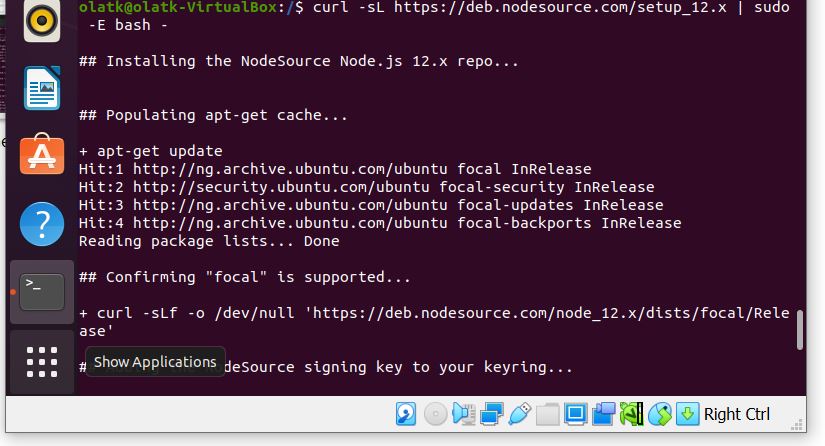 olatk@olatk-VirtualBox:/$ curl -sL https://deb.nodesource.com/setup_12.x | sudo
-E bash -
## Installing the NodeSource Node.js 12.x repo...
## Populating apt-get cache...
+ apt-get update
Hit:1 http://ng.archive.ubuntu.com/ubuntu focal InRelease
Hit:2 http://security.ubuntu.com/ubuntu focal-security InRelease
Hit:3 http://ng.archive.ubuntu.com/ubuntu focal-updates InRelease
Hit:4 http://ng.archive.ubuntu.com/ubuntu focal-backports InRelease
Reading package lists... Done
## Confirming "focal" is supported...
+ curl -sLf -o /dev/null 'https://deb.nodesource.com/node_12.x/dists/focal/Rele
ase'
Show Applications
NodeSource signing key to your keyring...
Right Ctrl